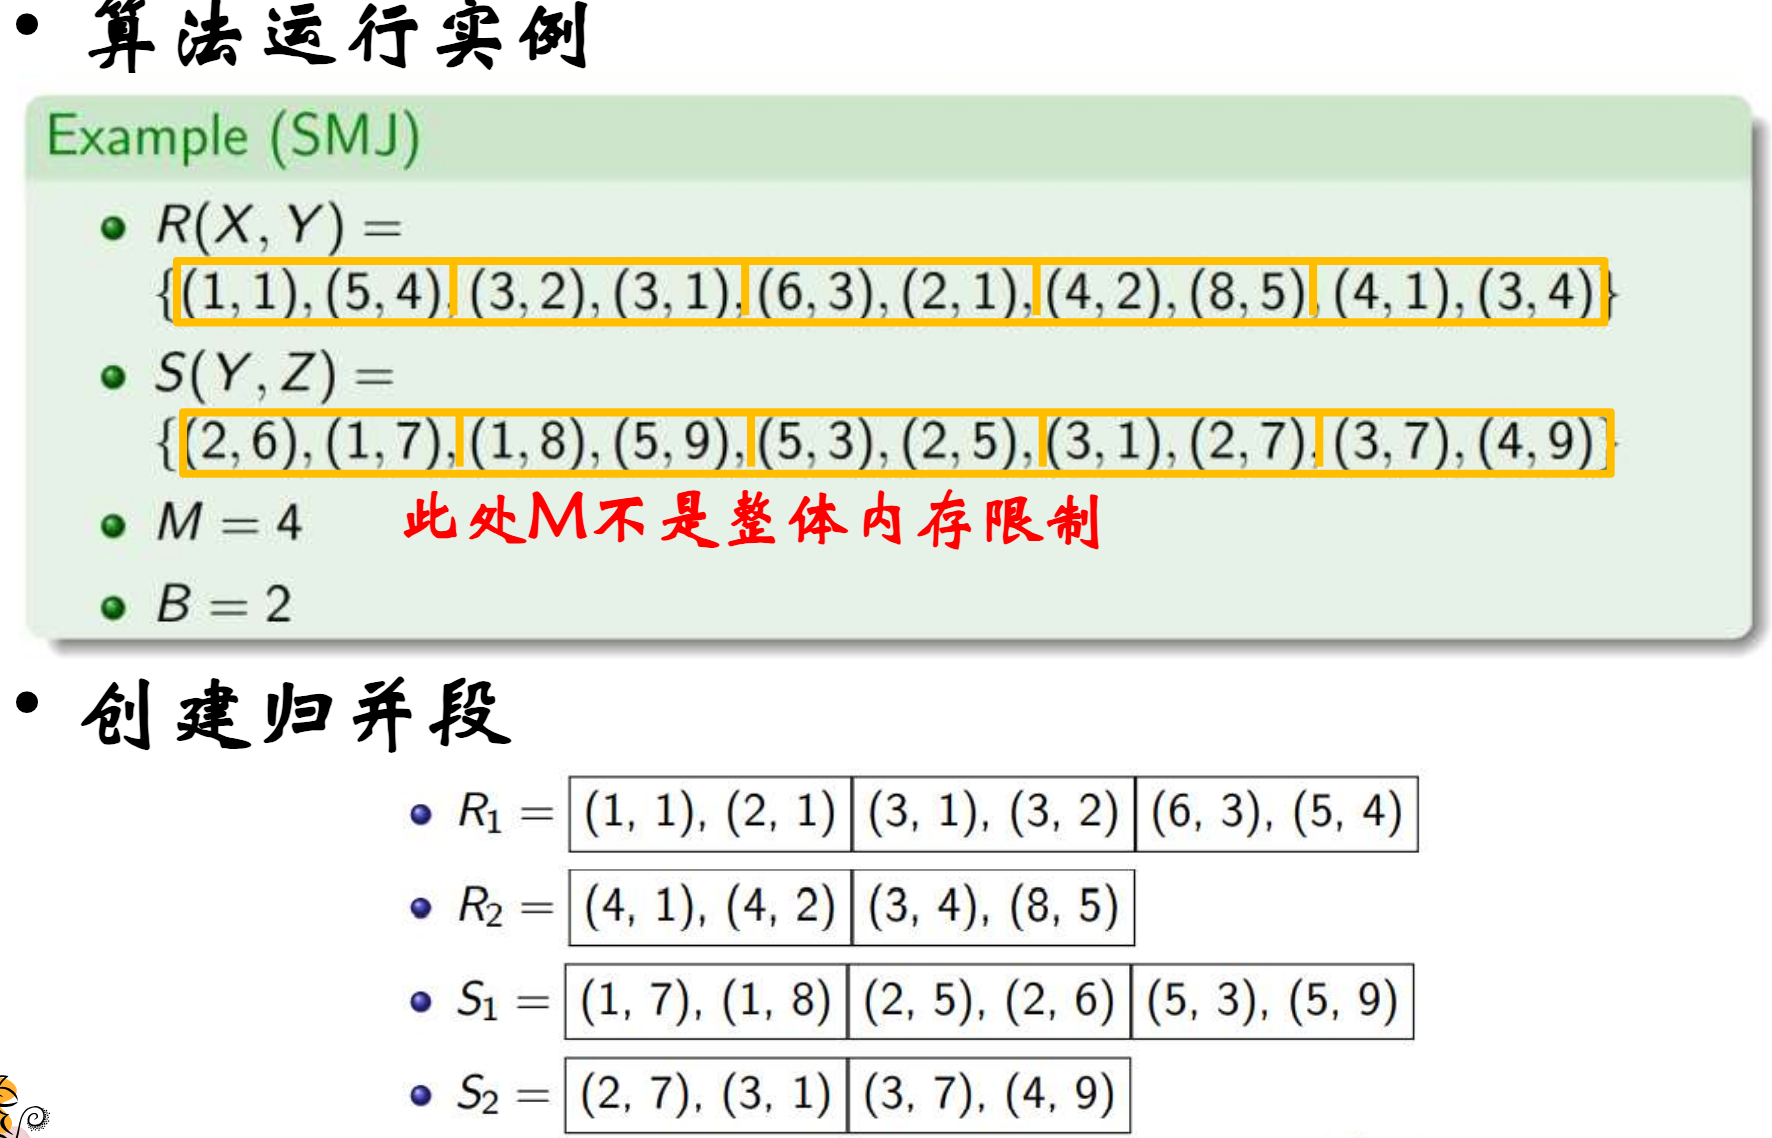 • 算法运行实例
Example (SMJ)
• R(X, Y) =
{(1, 1), (5, 4), (3, 2), (3, 1), (6, 3), (2, 1), (4, 2), (8, 5), (4, 1), (3, 4)}
• S(Y, Z) =
{(2, 6), (1, 7), (1, 8), (5, 9), (5, 3), (2, 5), (3, 1), (2, 7), (3, 7), (4, 9)}
• M = 4 此处M不是整体内存限制
• B = 2
• 创建归并段
• R₁ = (1, 1), (2, 1) (3, 1), (3, 2) (6, 3), (5, 4)
• R₂ = (4, 1), (4, 2) (3, 4), (8, 5)
• S₁ = (1, 7), (1, 8) (2, 5), (2, 6) (5, 3), (5, 9)
• S₂ = (2, 7), (3, 1) (3, 7), (4, 9)